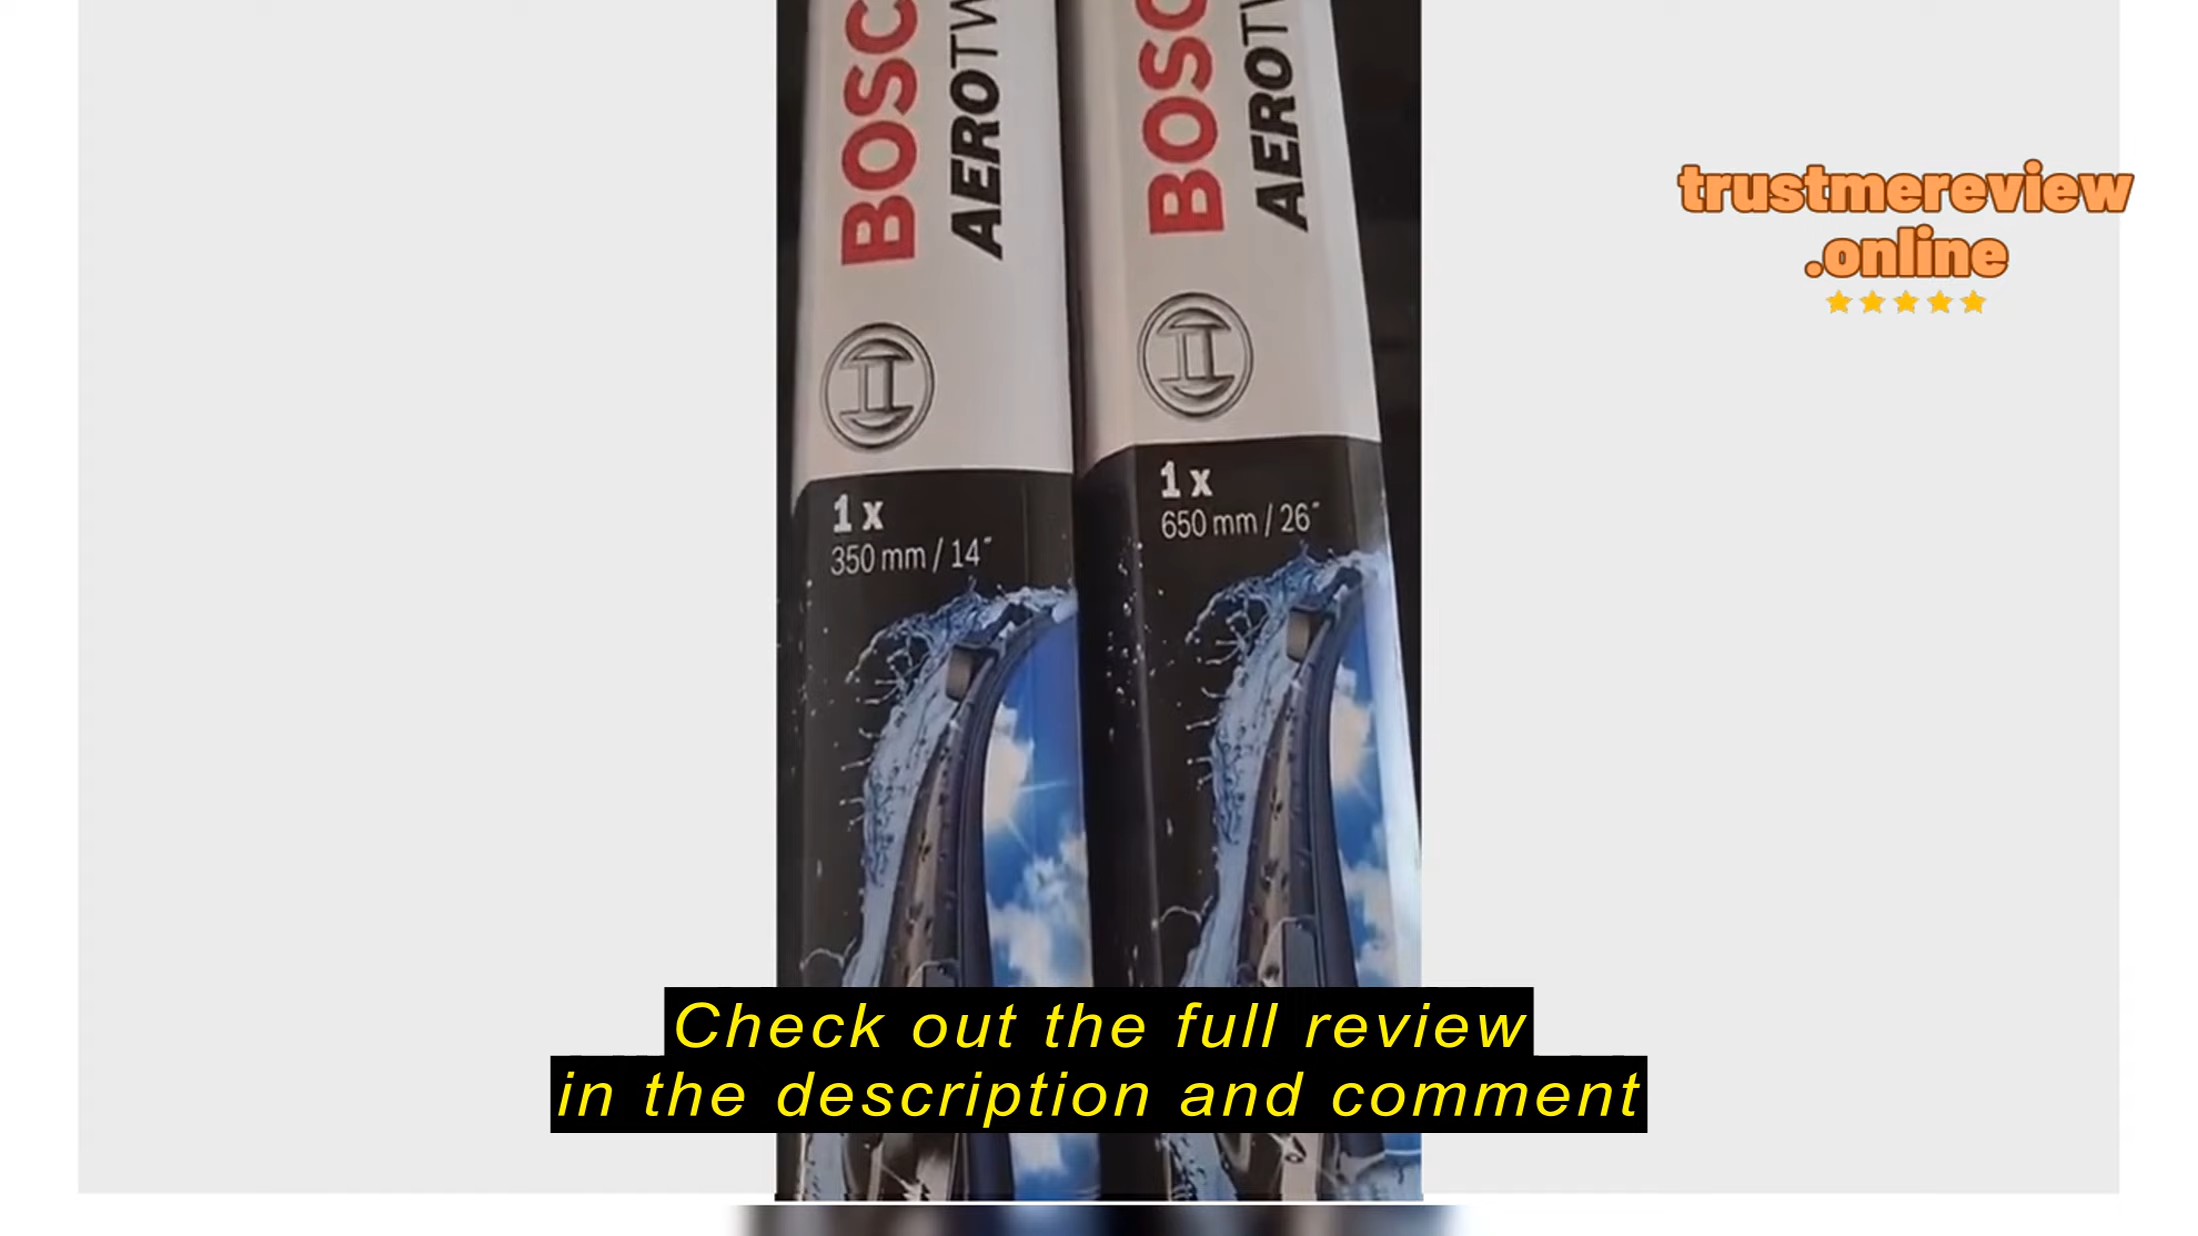 BOSC
AEROTW
1 x
350 mm / 14"
BOSC
AEROTW
1 x
650 mm / 26"
trustmereview
.online
Check out the full review
in the description and comment